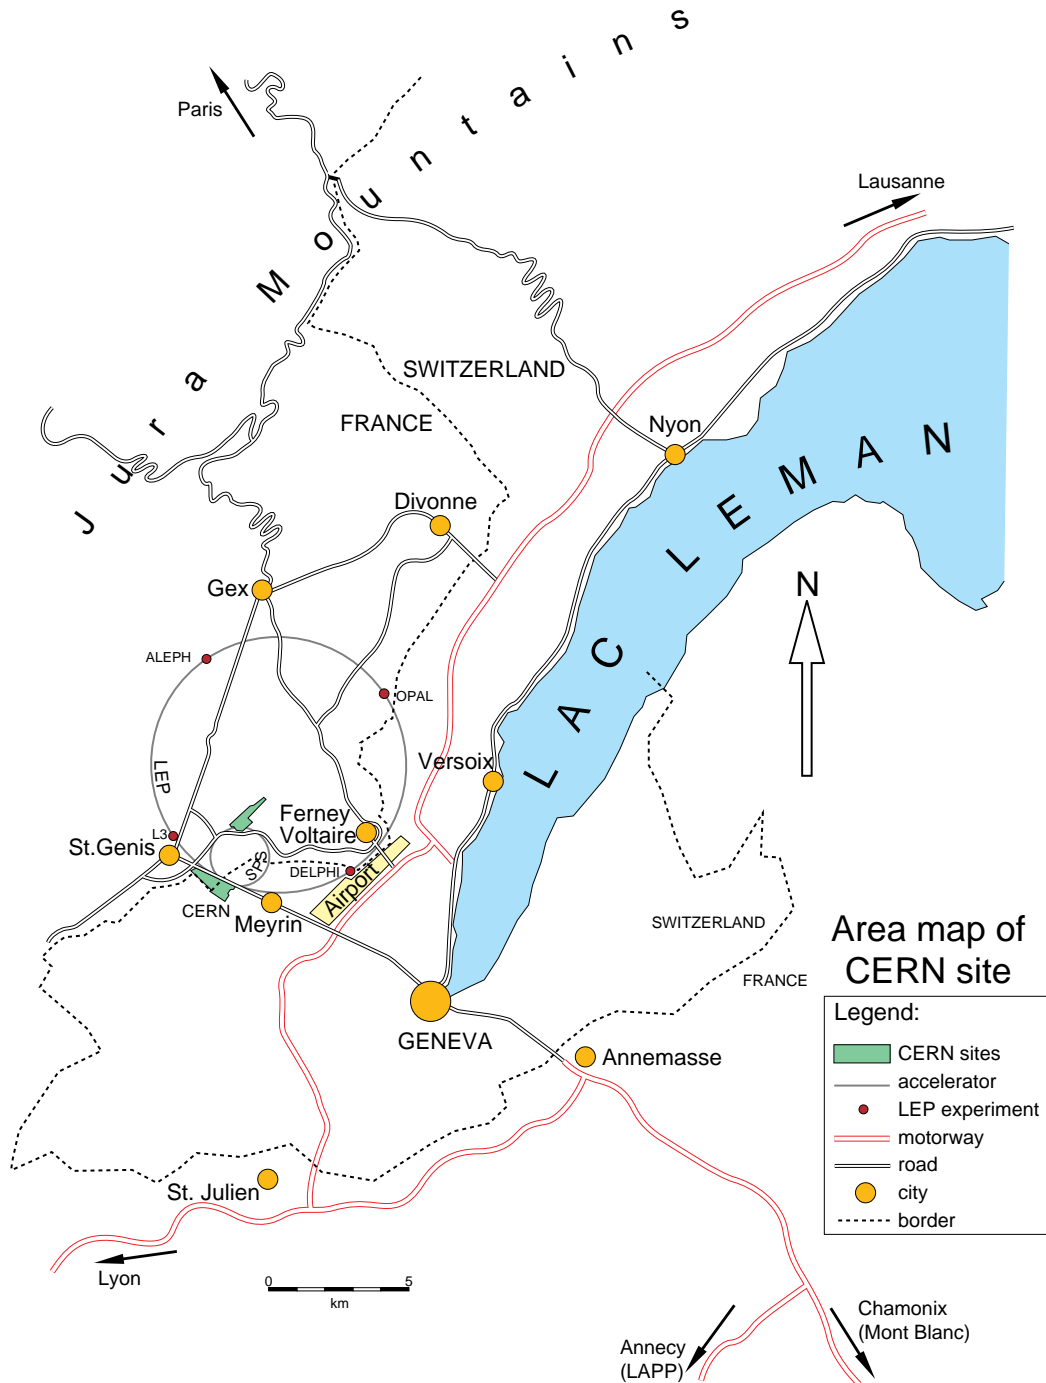 Jura Mountains
Paris
Lausanne
SWITZERLAND
FRANCE
Nyon
LAC LEMAN
Divonne
Gex
N
ALEPH
OPAL
LEP
Versoix
Ferney
Voltaire
L3
St.Genis
SPS
DELPHI
Airport
CERN
Meyrin
SWITZERLAND
FRANCE
GENEVA
Annemasse
St. Julien
Lyon
0 5
km
Annecy
(LAPP)
Chamonix
(Mont Blanc)
Area map of
CERN site
Legend:
CERN sites
accelerator
LEP experiment
motorway
road
city
border